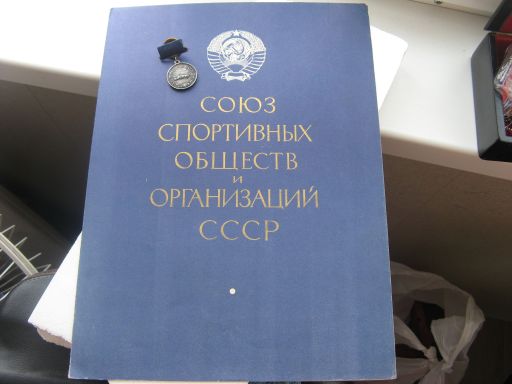 СОЮЗ
СПОРТИВНЫХ
ОБЩЕСТВ
и
ОРГАНИЗАЦИЙ
СССР